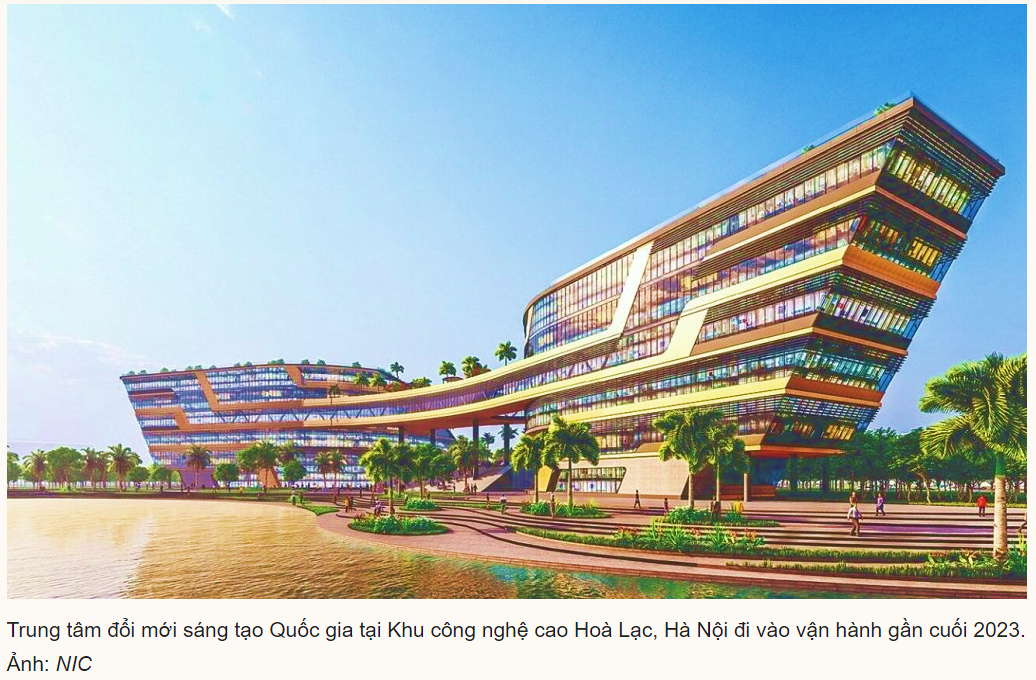 Trung tâm đổi mới sáng tạo Quốc gia tại Khu công nghệ cao Hoà Lạc, Hà Nội đi vào vận hành gần cuối 2023.
Ảnh: NIC